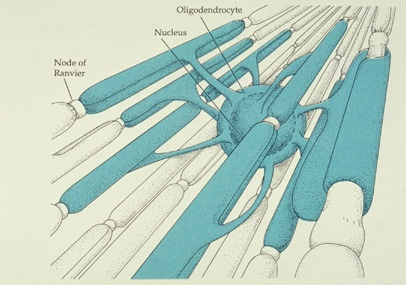 Oligodendrocyte
Nucleus
Node of
Ranvier